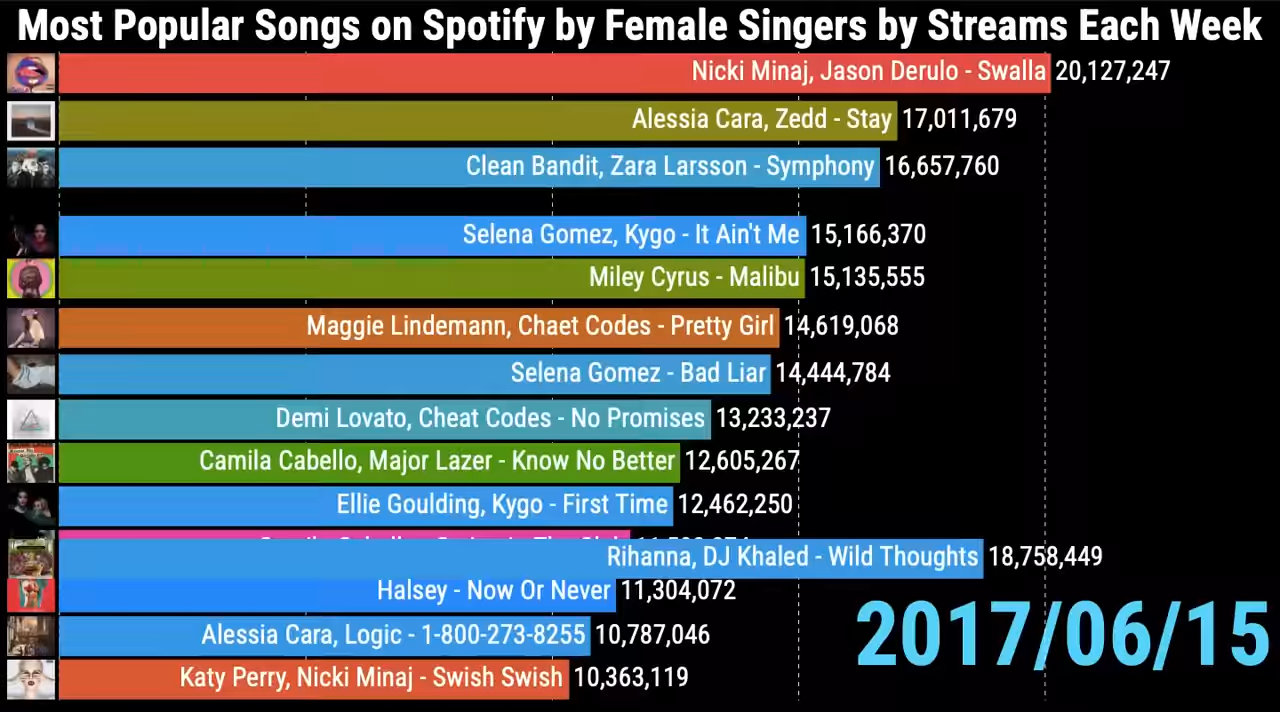 Most Popular Songs on Spotify by Female Singers by Streams Each Week
Nicki Minaj, Jason Derulo - Swalla 20,127,247
Alessia Cara, Zedd - Stay 17,011,679
Clean Bandit, Zara Larsson - Symphony 16,657,760
Selena Gomez, Kygo - It Ain't Me 15,166,370
Miley Cyrus - Malibu 15,135,555
Maggie Lindemann, Chaet Codes - Pretty Girl 14,619,068
Selena Gomez - Bad Liar 14,444,784
Demi Lovato, Cheat Codes - No Promises 13,233,237
Camila Cabello, Major Lazer - Know No Better 12,605,267
Ellie Goulding, Kygo - First Time 12,462,250
Rihanna, DJ Khaled - Wild Thoughts 18,758,449
Halsey - Now Or Never 11,304,072
Alessia Cara, Logic - 1-800-273-8255 10,787,046
Katy Perry, Nicki Minaj - Swish Swish 10,363,119
2017/06/15